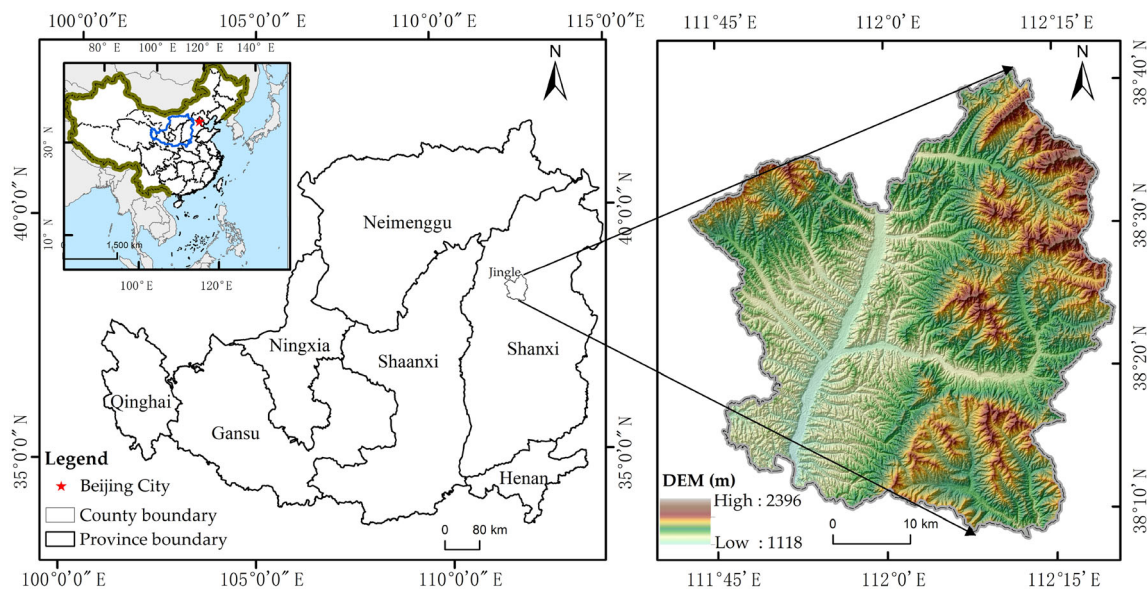 100°0′0″ E
105°0′0″ E
110°0′0″ E
115°0′0″ E
80° E
100° E
120° E
140° E
30° N
10° N
0
1,500 km
100° E
120° E
N
40°0′0″ N
35°0′0″ N
Neimenggu
Jingle
Ningxia
Shaanxi
Shanxi
Qinghai
Gansu
Henan
Legend
Beijing City
County boundary
Province boundary
0 80 km
40°0′0″ N
35°0′0″ N
100°0′0″ E
105°0′0″ E
110°0′0″ E
111°45′ E
112°0′ E
112°15′ E
N
38°40′ N
38°30′ N
38°20′ N
38°10′ N
DEM (m)
High : 2396
Low : 1118
0 10 km
111°45′ E
112°0′ E
112°15′ E